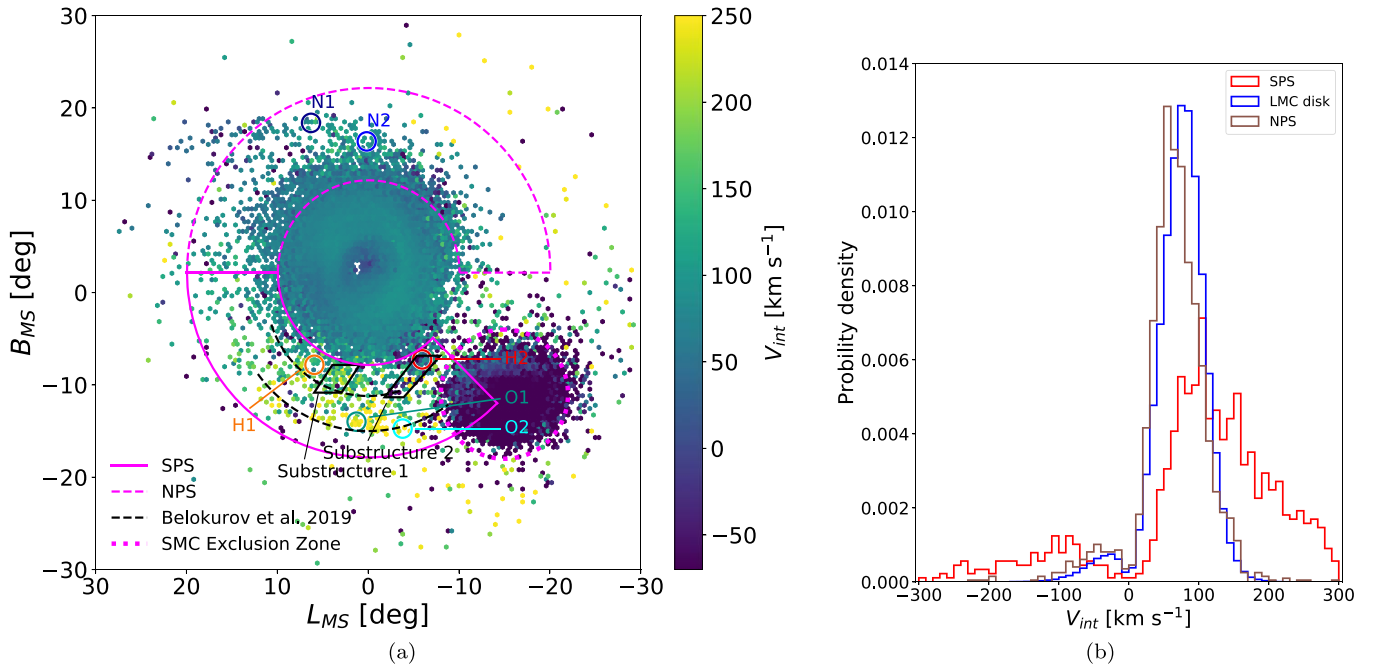 30
20
10
0
−10
−20
−30
B_MS [deg]
N1
N2
H1
H2
O1
O2
Substructure 2
Substructure 1
SPS
NPS
Belokurov et al. 2019
SMC Exclusion Zone
30 20 10 0 −10 −20 −30
L_MS [deg]
250
200
150
100
50
0
−50
V_int [km s⁻¹]
(a)
0.014
0.012
0.010
0.008
0.006
0.004
0.002
0.000
Probility density
SPS
LMC disk
NPS
−300 −200 −100 0 100 200 300
V_int [km s⁻¹]
(b)